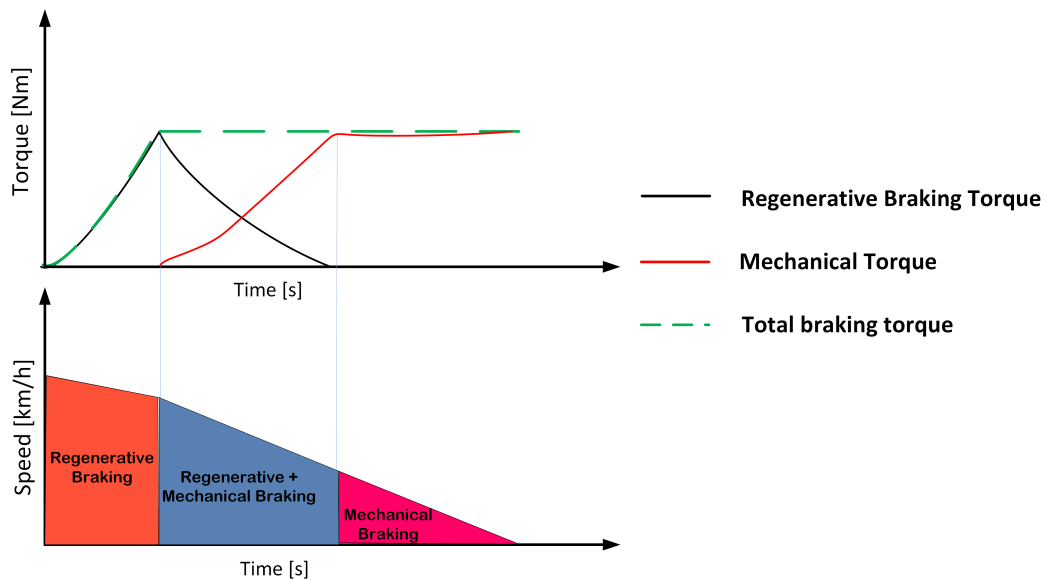 Torque [Nm]
Time [s]
Regenerative Braking Torque
Mechanical Torque
Total braking torque
Speed [km/h]
Regenerative
Braking
Regenerative +
Mechanical Braking
Mechanical
Braking
Time [s]